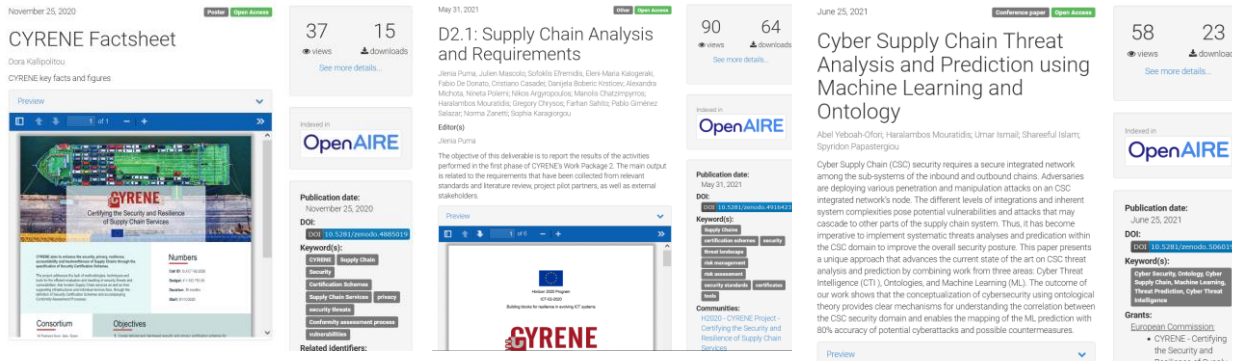 November 25, 2020
Poster Open Access
CYRENE Factsheet
Dora Kallipolitou
CYRENE key facts and figures
Preview
1 of 1
CYRENE
Certifying the Security and Resilience
of Supply Chain Services
Numbers
Consortium
Objectives
37 15
views downloads
See more details...
Indexed in
OpenAIRE
Publication date:
November 25, 2020
DOI:
DOI 10.5281/zenodo.4885019
Keyword(s):
CYRENE Supply Chain
Security
Certification Schemes
Supply Chain Services privacy
security threats
Conformity assessment process
vulnerabilities
Related identifiers:
May 31, 2021
Other Open Access
D2.1: Supply Chain Analysis
and Requirements
Jlenia Puma; Julien Mascolo; Sofoklis Efremidis; Eleni-Maria Kalogeraki;
Fabio De Donato; Cristiano Casadei; Danijela Boberic Krsticev; Alexandra
Michota, Nineta Polemi; Nikos Argyropoulos; Manolis Chatzimpyrros;
Haralambos Mouratidis; Gregory Chrysos; Farhan Sahito; Pablo Giménez
Salazar; Norma Zanetti; Sophia Karagiorgou
Editor(s)
Jlenia Puma
The objective of this deliverable is to report the results of the activities
performed in the first phase of CYRENE's Work Package 2. The main output
is related to the requirements that have been collected from relevant
standards and literature review, project pilot partners, as well as external
stakeholders.
Preview
1 of 6
Horizon 2020 Program
ICT-02-2020
Building blocks for resilience in evolving ICT systems
CYRENE
90 64
views downloads
See more details...
Indexed in
OpenAIRE
Publication date:
May 31, 2021
DOI:
DOI 10.5281/zenodo.4916423
Keyword(s):
Supply Chains
certification schemes security
threat landscape
risk management
risk assessment
security standards certificates
tools
Communities:
H2020 - CYRENE Project -
Certifying the Security and
Resilience of Supply Chain
Services
June 25, 2021
Conference paper Open Access
Cyber Supply Chain Threat
Analysis and Prediction using
Machine Learning and
Ontology
Abel Yeboah-Ofori; Haralambos Mouratidis; Umar Ismail; Shareeful Islam;
Spyridon Papastergiou
Cyber Supply Chain (CSC) security requires a secure integrated network
among the sub-systems of the inbound and outbound chains. Adversaries
are deploying various penetration and manipulation attacks on an CSC
integrated network's node. The different levels of integrations and inherent
system complexities pose potential vulnerabilities and attacks that may
cascade to other parts of the supply chain system. Thus, it has become
imperative to implement systematic threats analyses and predication within
the CSC domain to improve the overall security posture. This paper presents
a unique approach that advances the current state of the art on CSC threat
analysis and prediction by combining work from three areas: Cyber Threat
Intelligence (CTI ), Ontologies, and Machine Learning (ML). The outcome of
our work shows that the conceptualization of cybersecurity using ontological
theory provides clear mechanisms for understanding the correlation between
the CSC security domain and enables the mapping of the ML prediction with
80% accuracy of potential cyberattacks and possible countermeasures.
Preview
58 23
views downloa
See more details...
Indexed in
OpenAIRE
Publication date:
June 25, 2021
DOI:
DOI 10.5281/zenodo.506019
Keyword(s):
Cyber Security, Ontology, Cyber
Supply Chain, Machine Learning,
Threat Prediction, Cyber Threat
Intelligence
Grants:
European Commission:
CYRENE - Certifying
the Security and